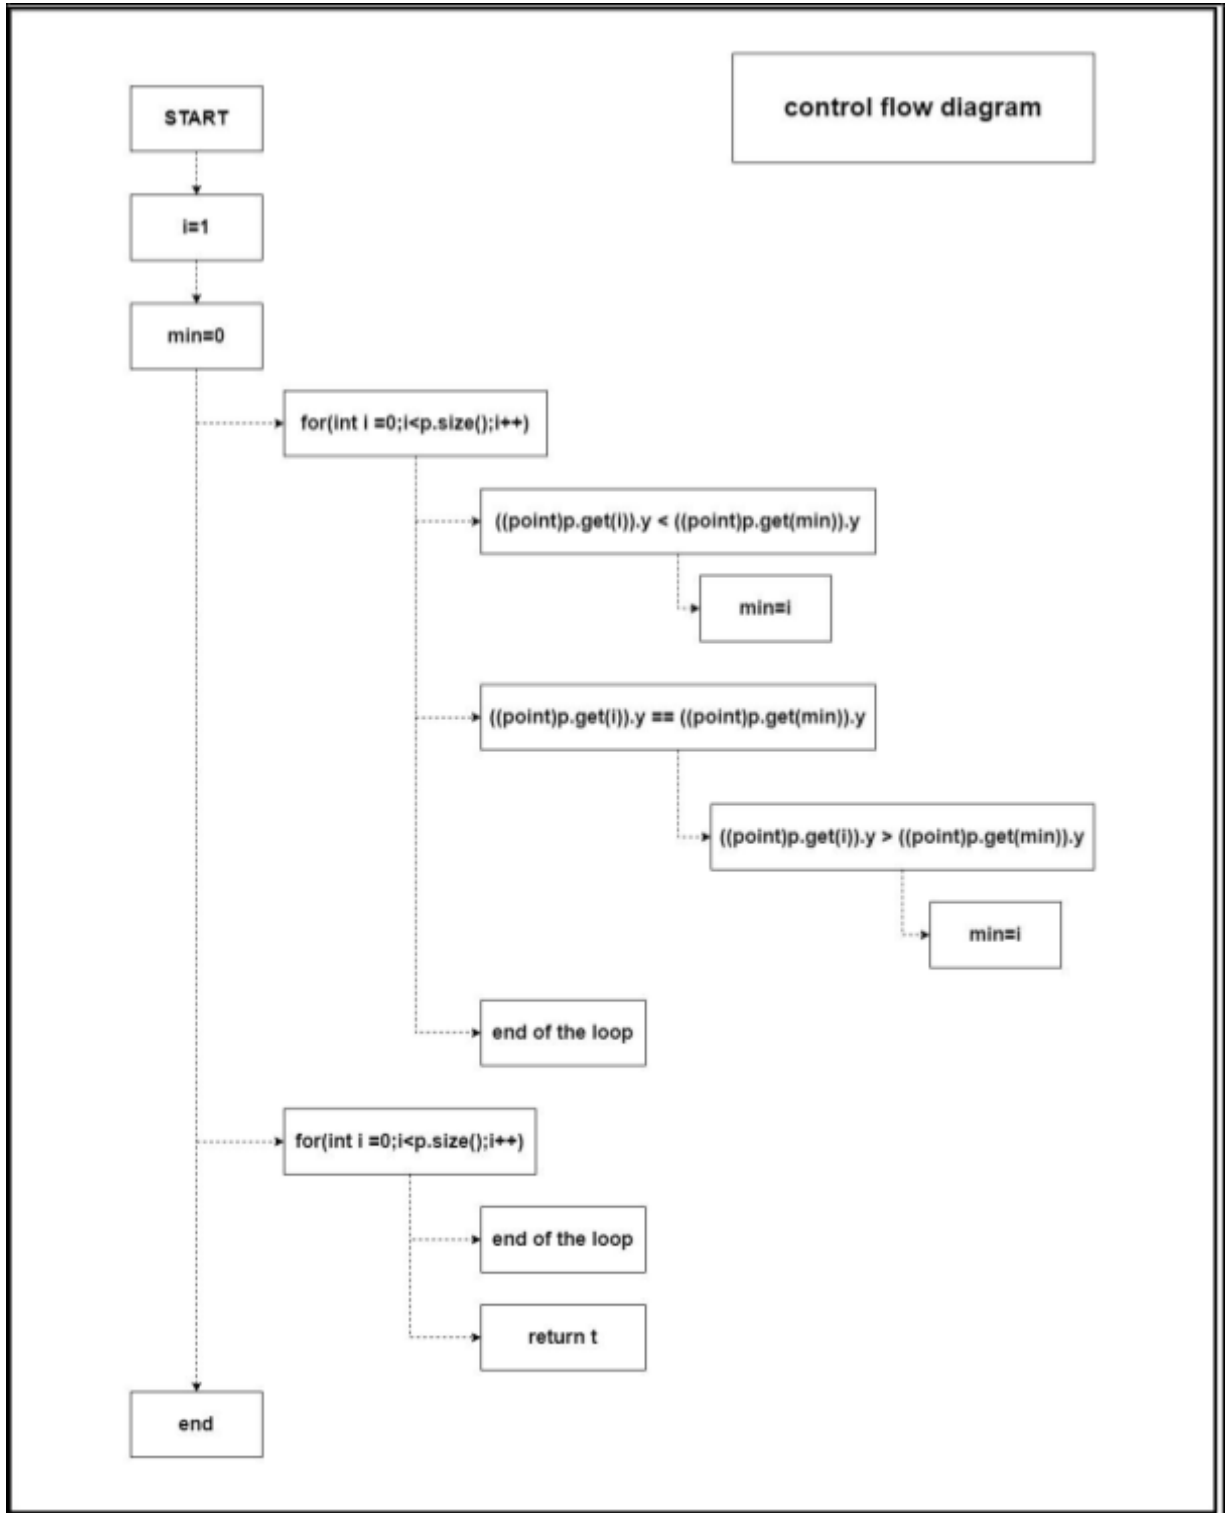 control flow diagram
START
i=1
min=0
for(int i =0;i<p.size();i++)
((point)p.get(i)).y < ((point)p.get(min)).y
min=i
((point)p.get(i)).y == ((point)p.get(min)).y
((point)p.get(i)).y > ((point)p.get(min)).y
min=i
end of the loop
for(int i =0;i<p.size();i++)
end of the loop
return t
end